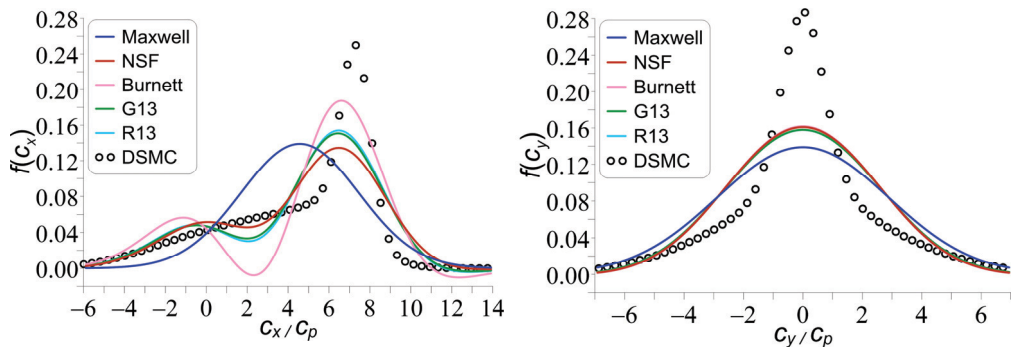 0.28
0.24
0.20
0.16
0.12
0.08
0.04
0.00
f(cx)
Maxwell
NSF
Burnett
G13
R13
DSMC
−6 −4 −2 0 2 4 6 8 10 12 14
cx/cp
0.28
0.24
0.20
0.16
0.12
0.08
0.04
0.00
f(cy)
Maxwell
NSF
Burnett
G13
R13
DSMC
−6 −4 −2 0 2 4 6
cy/cp